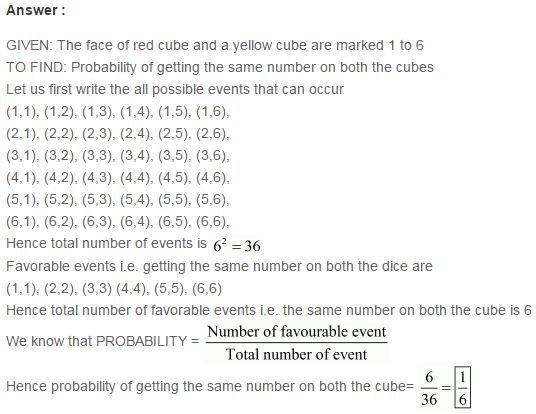 Answer :
GIVEN: The face of red cube and a yellow cube are marked 1 to 6
TO FIND: Probability of getting the same number on both the cubes
Let us first write the all possible events that can occur
(1,1), (1,2), (1,3), (1,4), (1,5), (1,6),
(2,1), (2,2), (2,3), (2,4), (2,5), (2,6),
(3,1), (3,2), (3,3), (3,4), (3,5), (3,6),
(4,1), (4,2), (4,3), (4,4), (4,5), (4,6),
(5,1), (5,2), (5,3), (5,4), (5,5), (5,6),
(6,1), (6,2), (6,3), (6,4), (6,5), (6,6),
Hence total number of events is 6² = 36
Favorable events i.e. getting the same number on both the dice are
(1,1), (2,2), (3,3) (4,4), (5,5), (6,6)
Hence total number of favorable events i.e. the same number on both the cube is 6
We know that PROBABILITY = Number of favourable event / Total number of event
Hence probability of getting the same number on both the cube= 6/36 = 1/6